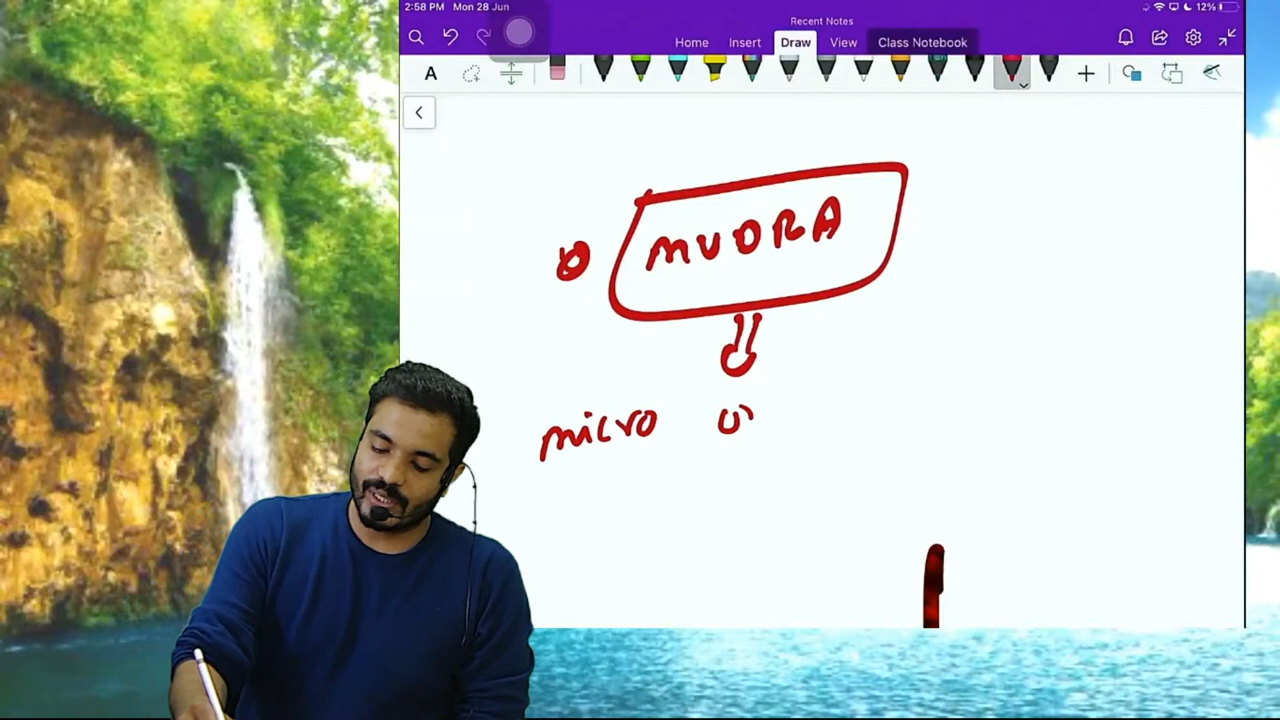 2:58 PM Mon 28 Jun
12%
Recent Notes
Home Insert Draw View Class Notebook
A
MUDRA
micro U